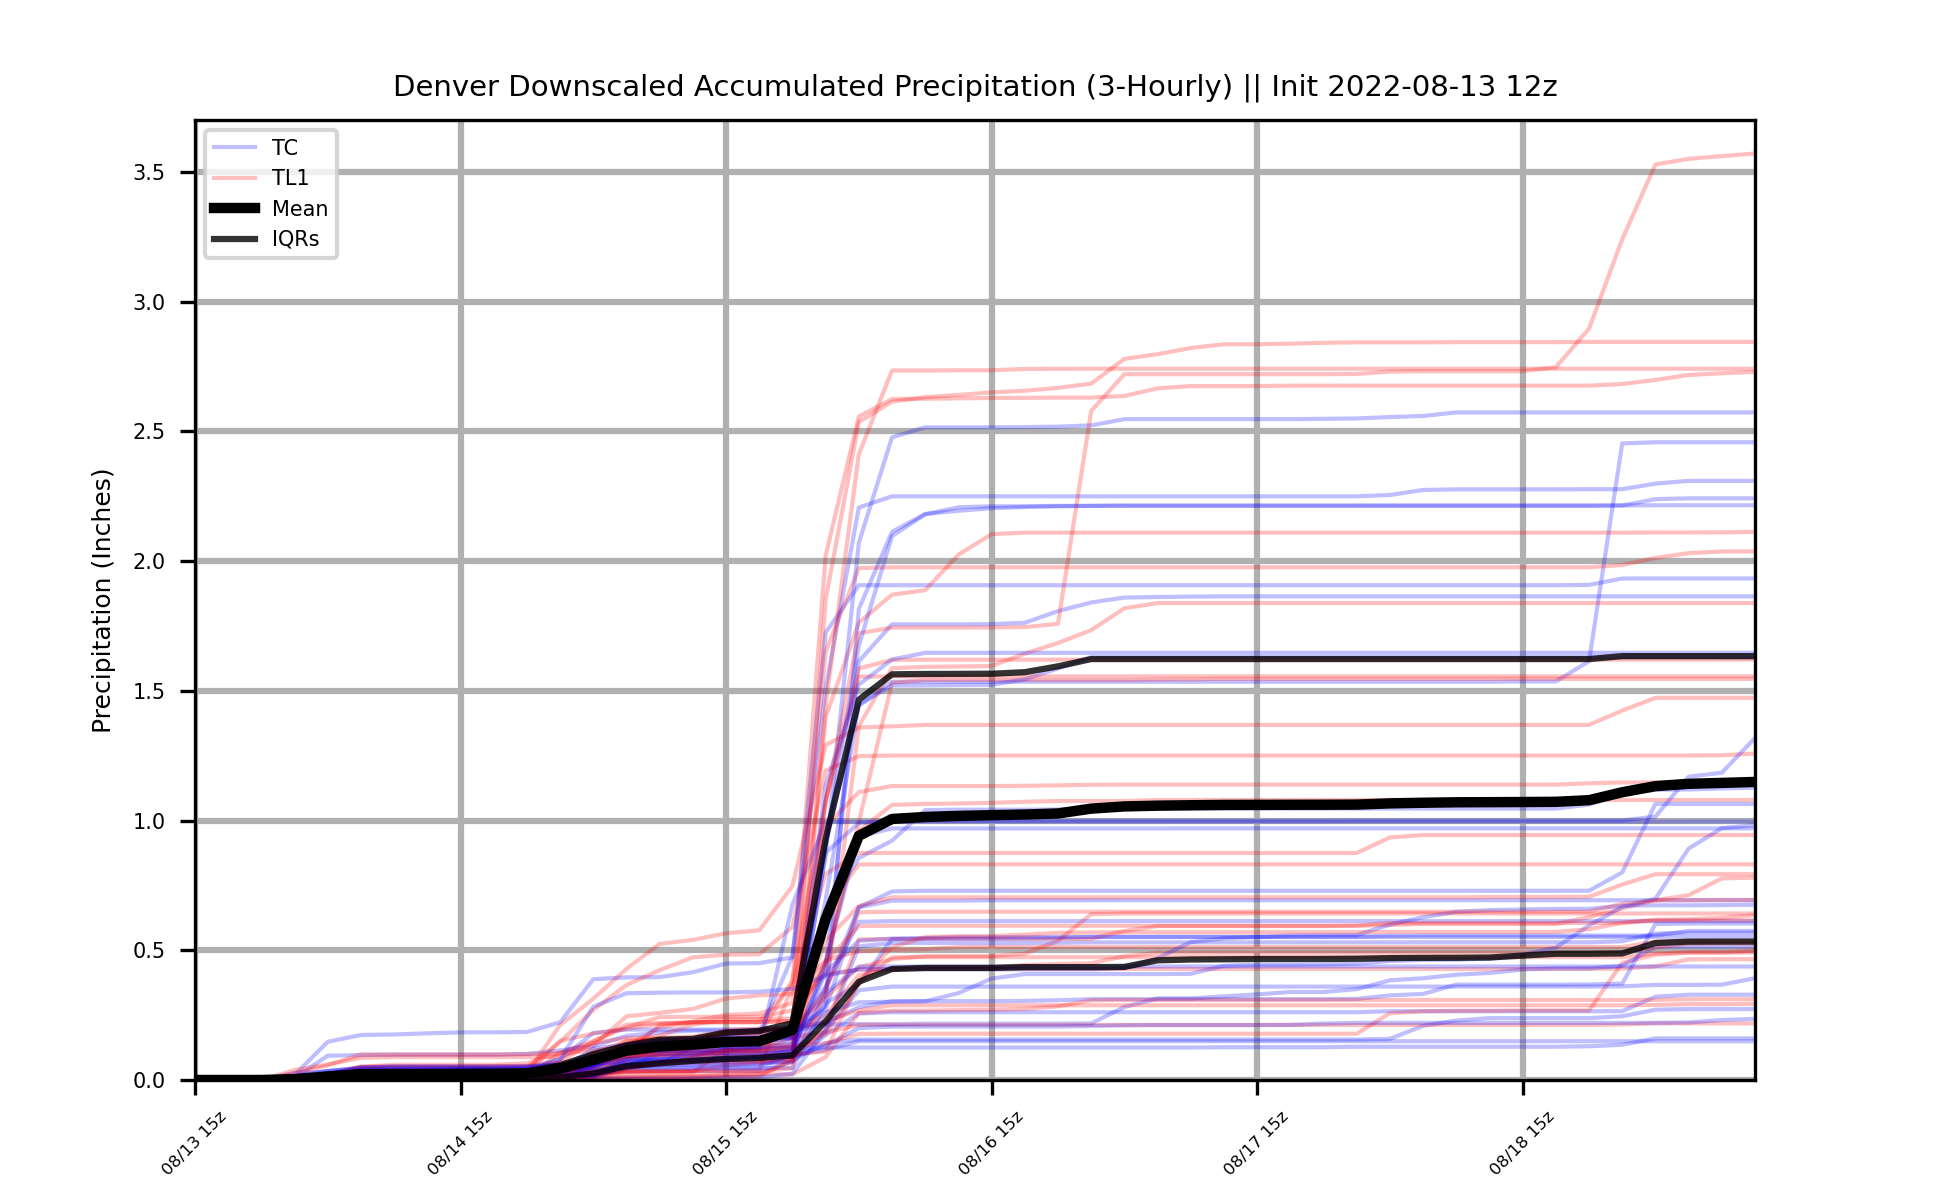 Denver Downscaled Accumulated Precipitation (3-Hourly) || Init 2022-08-13 12z
TC
TL1
Mean
IQRs
Precipitation (Inches)
3.5
3.0
2.5
2.0
1.5
1.0
0.5
0.0
08/13 15z
08/14 15z
08/15 15z
08/16 15z
08/17 15z
08/18 15z